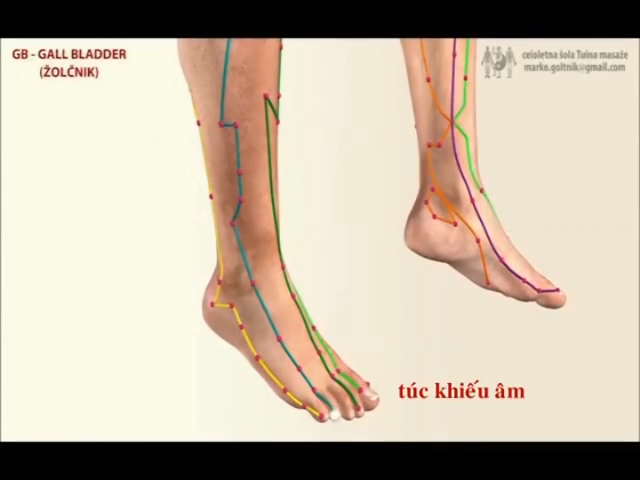 GB - GALL BLADDER
(ŽOLČNIK)
celoletna šola Tuina masaže
marko.goltnik@gmail.com
túc khiếu âm